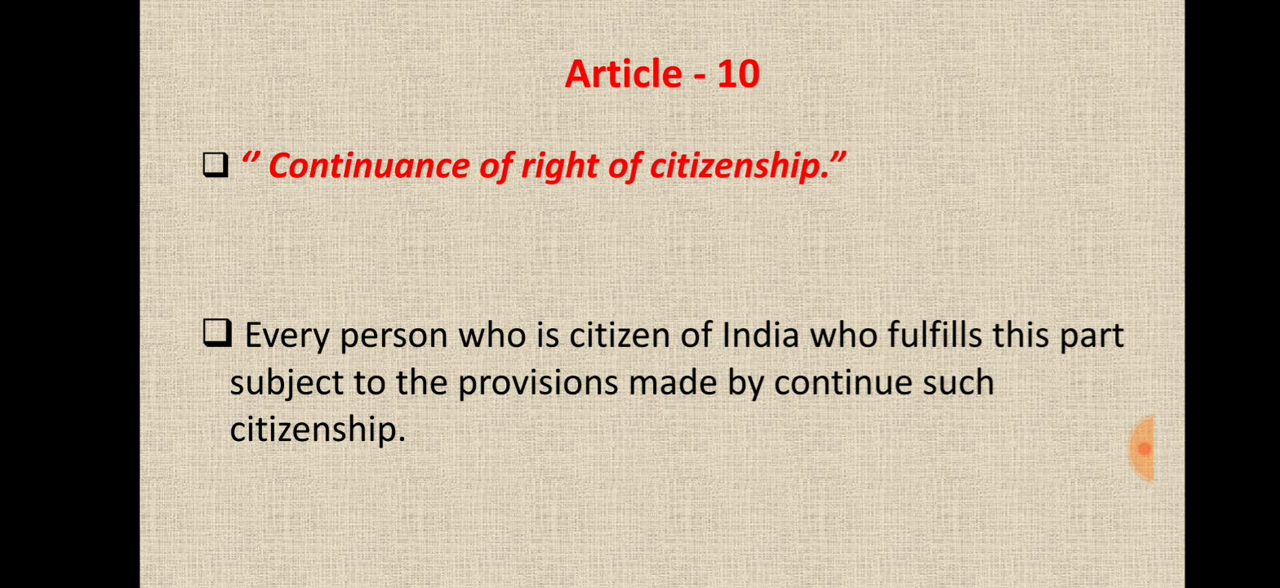 Article - 10
❑ “ Continuance of right of citizenship.”
❑ Every person who is citizen of India who fulfills this part
subject to the provisions made by continue such
citizenship.